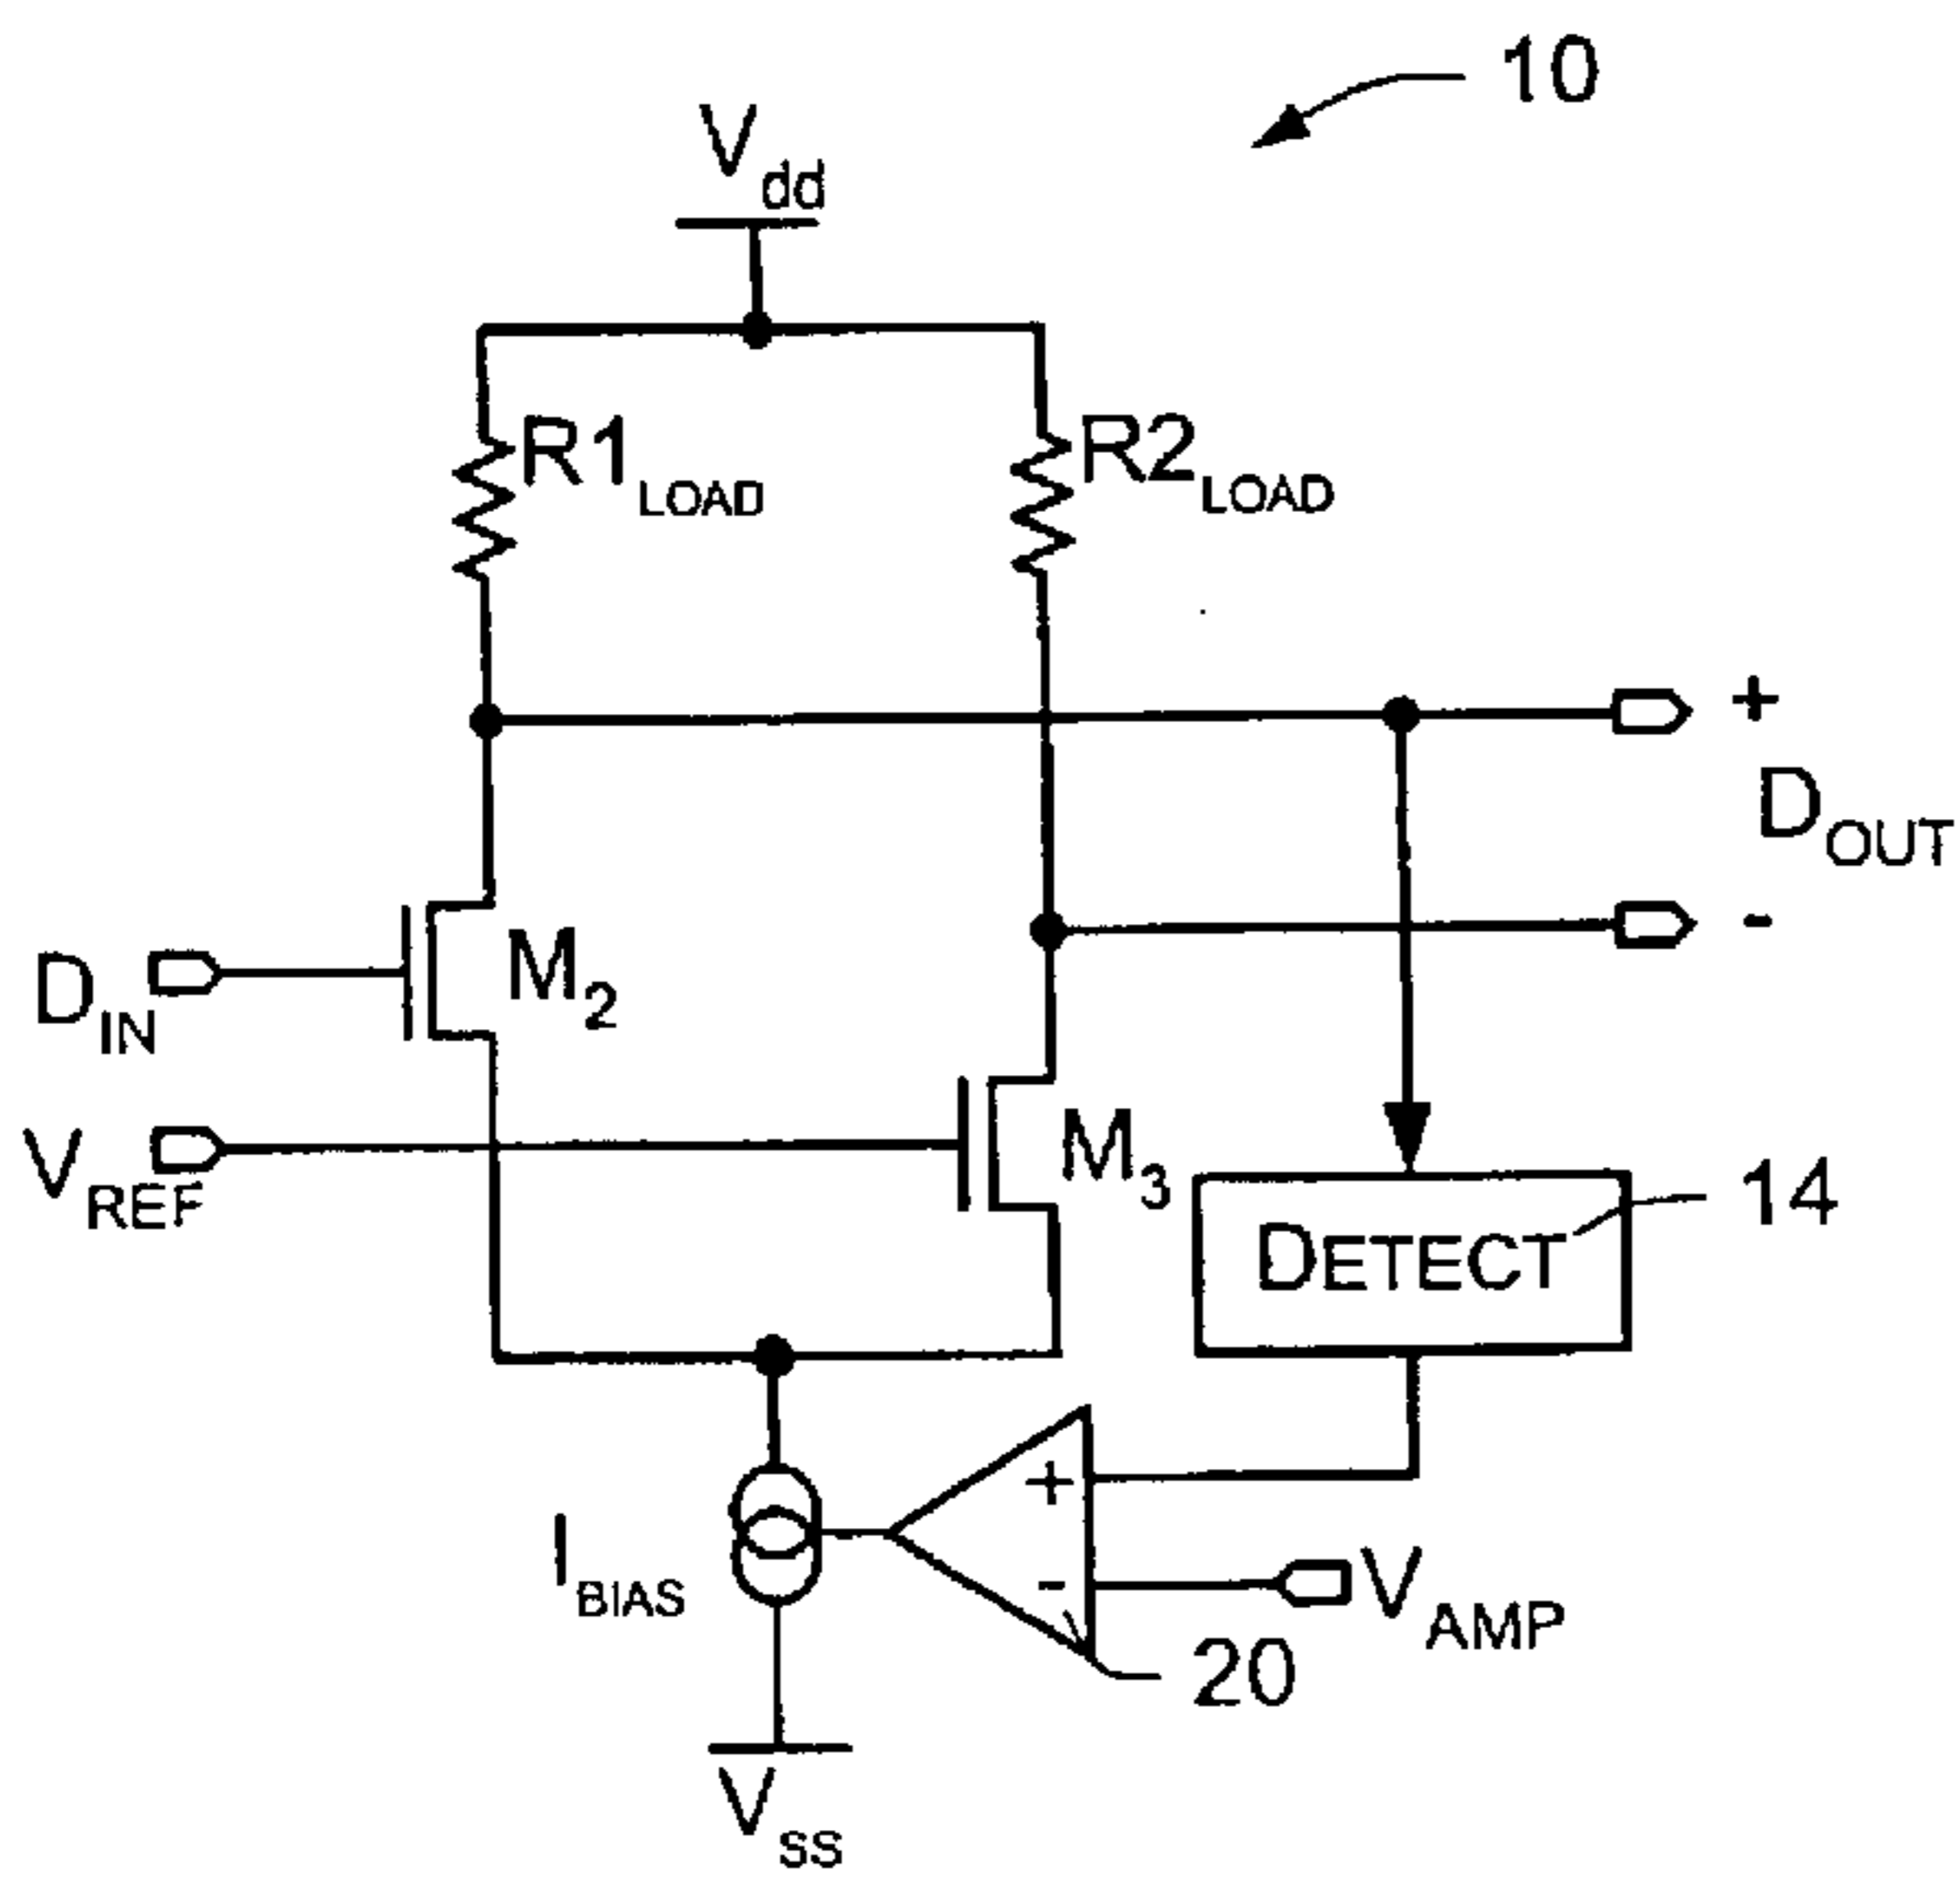 10
Vdd
R1LOAD
R2LOAD
+
DOUT
-
DIN
M2
VREF
M3
DETECT
14
+
-
IBIAS
VAMP
20
VSS